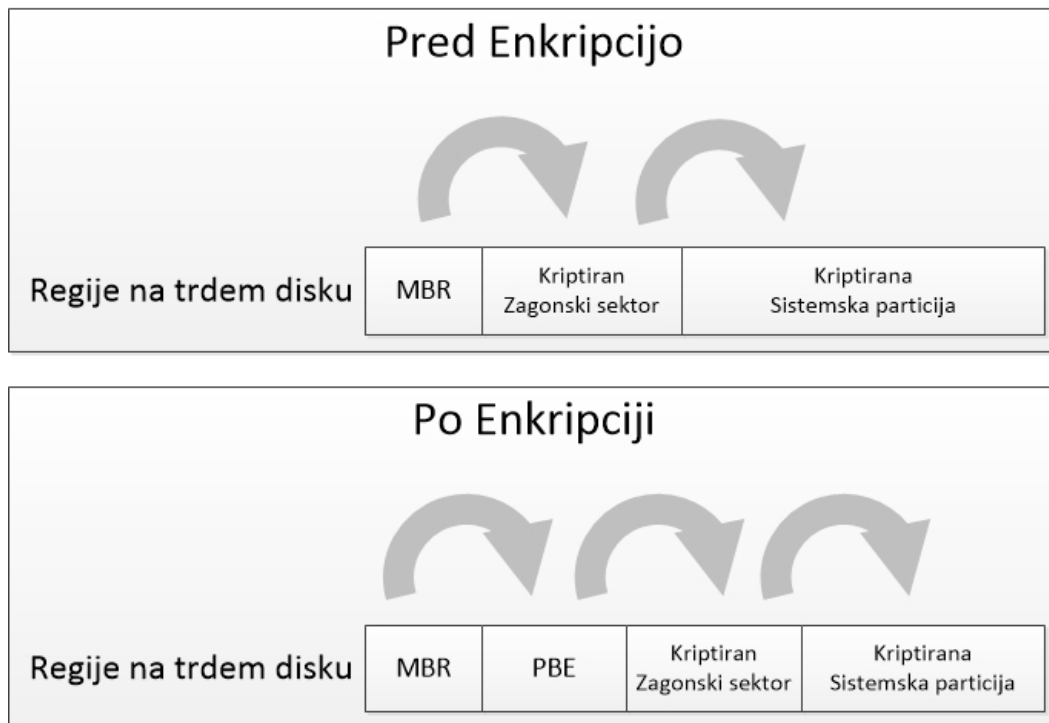 Pred Enkripcijo
Regije na trdem disku
MBR
Kriptiran
Zagonski sektor
Kriptirana
Sistemska particija
Po Enkripciji
Regije na trdem disku
MBR
PBE
Kriptiran
Zagonski sektor
Kriptirana
Sistemska particija